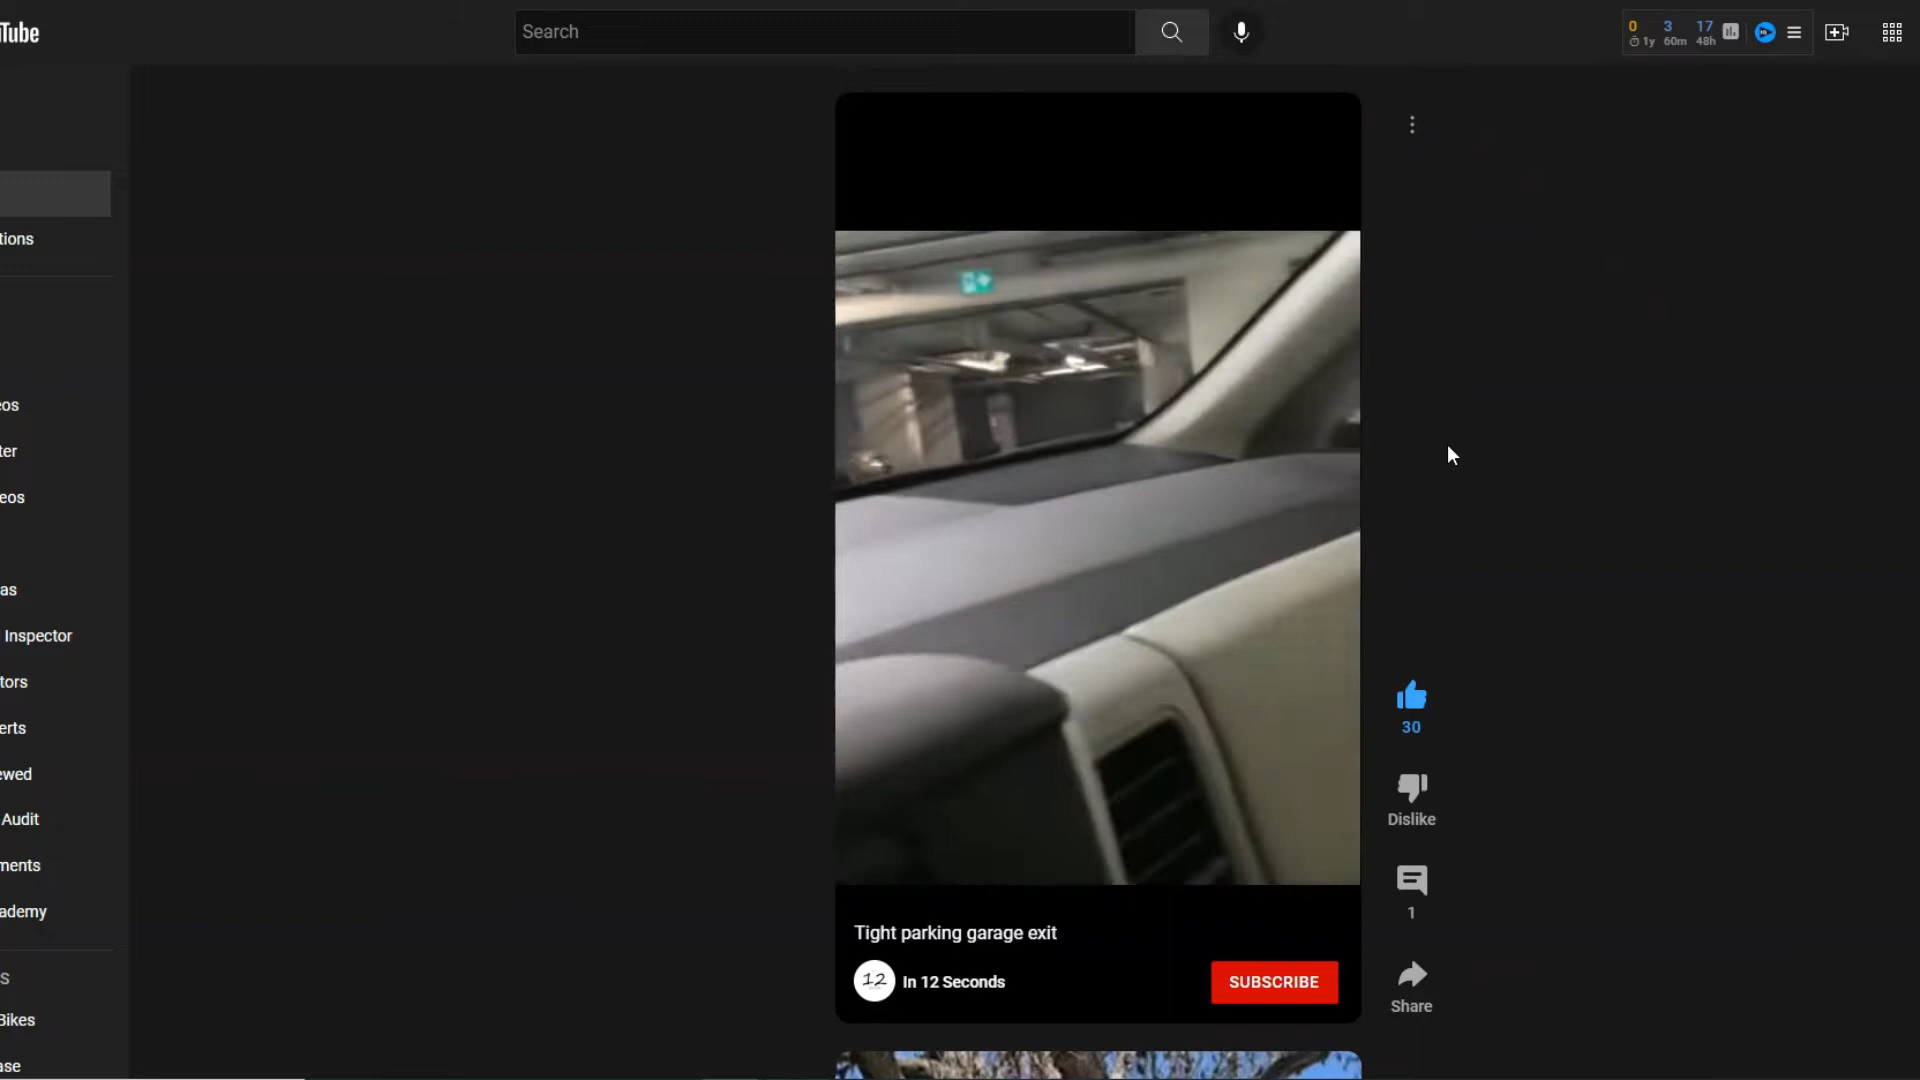 Tube
Search
0 3 17
1y 60m 48h
tions
eos
ter
eos
as
Inspector
tors
erts
ewed
Audit
ments
ademy
S
Bikes
ase
30
Dislike
1
Share
Tight parking garage exit
12
In 12 Seconds
SUBSCRIBE